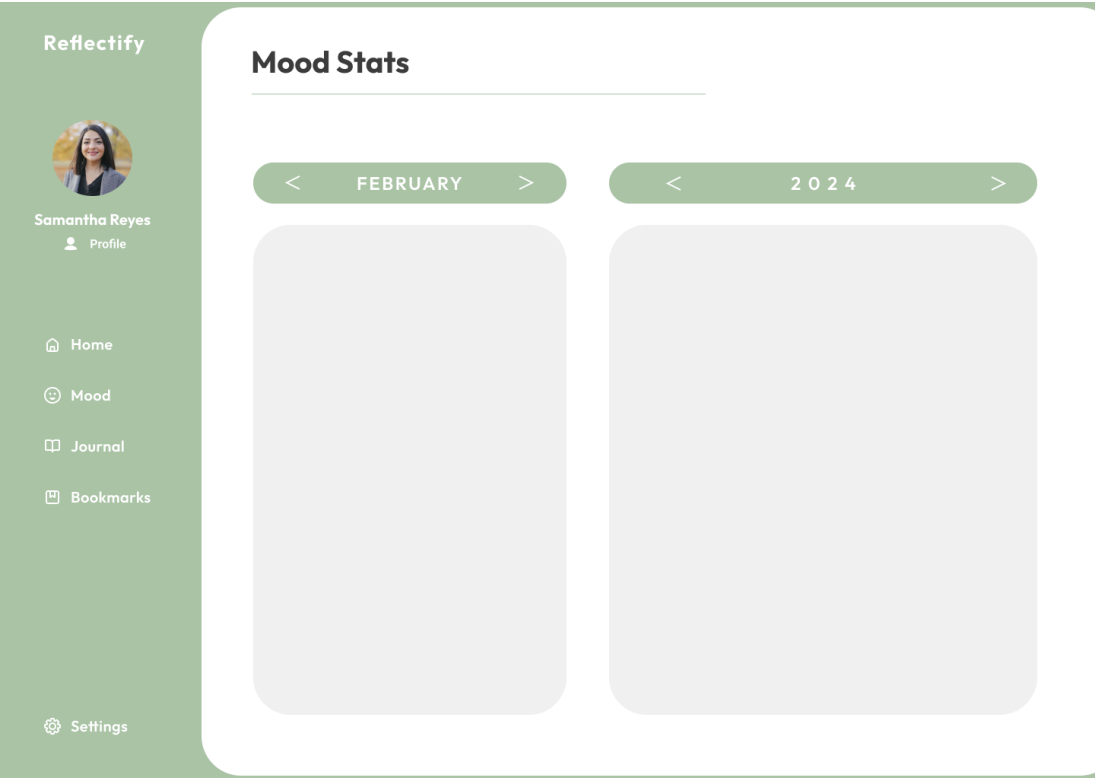 Reflectify
Samantha Reyes
Profile
Home
Mood
Journal
Bookmarks
Settings
Mood Stats
< FEBRUARY >
< 2024 >